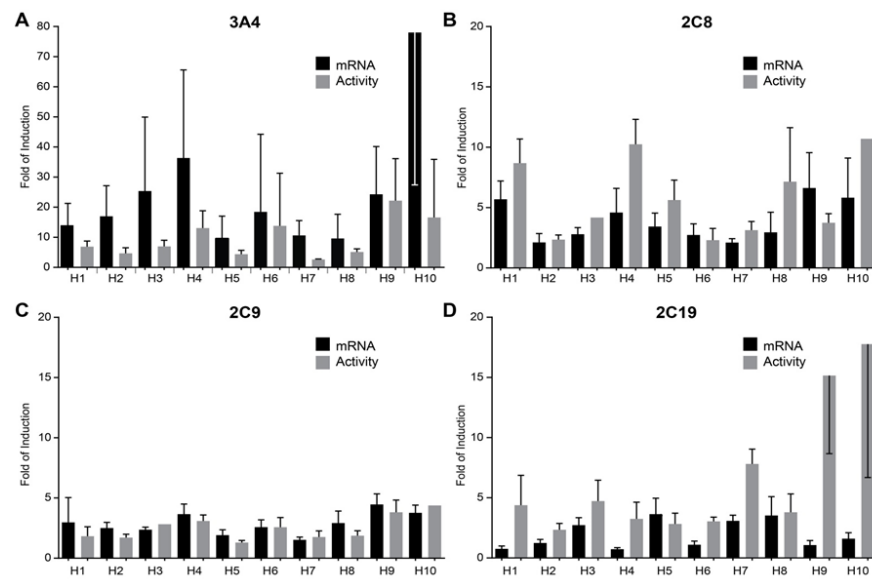 A
3A4
Fold of Induction
80
70
60
50
40
30
20
10
0
mRNA
Activity
H1 H2 H3 H4 H5 H6 H7 H8 H9 H10
B
2C8
Fold of Induction
20
15
10
5
0
mRNA
Activity
H1 H2 H3 H4 H5 H6 H7 H8 H9 H10
C
2C9
Fold of Induction
20
15
10
5
0
mRNA
Activity
H1 H2 H3 H4 H5 H6 H7 H8 H9 H10
D
2C19
Fold of Induction
20
15
10
5
0
mRNA
Activity
H1 H2 H3 H4 H5 H6 H7 H8 H9 H10